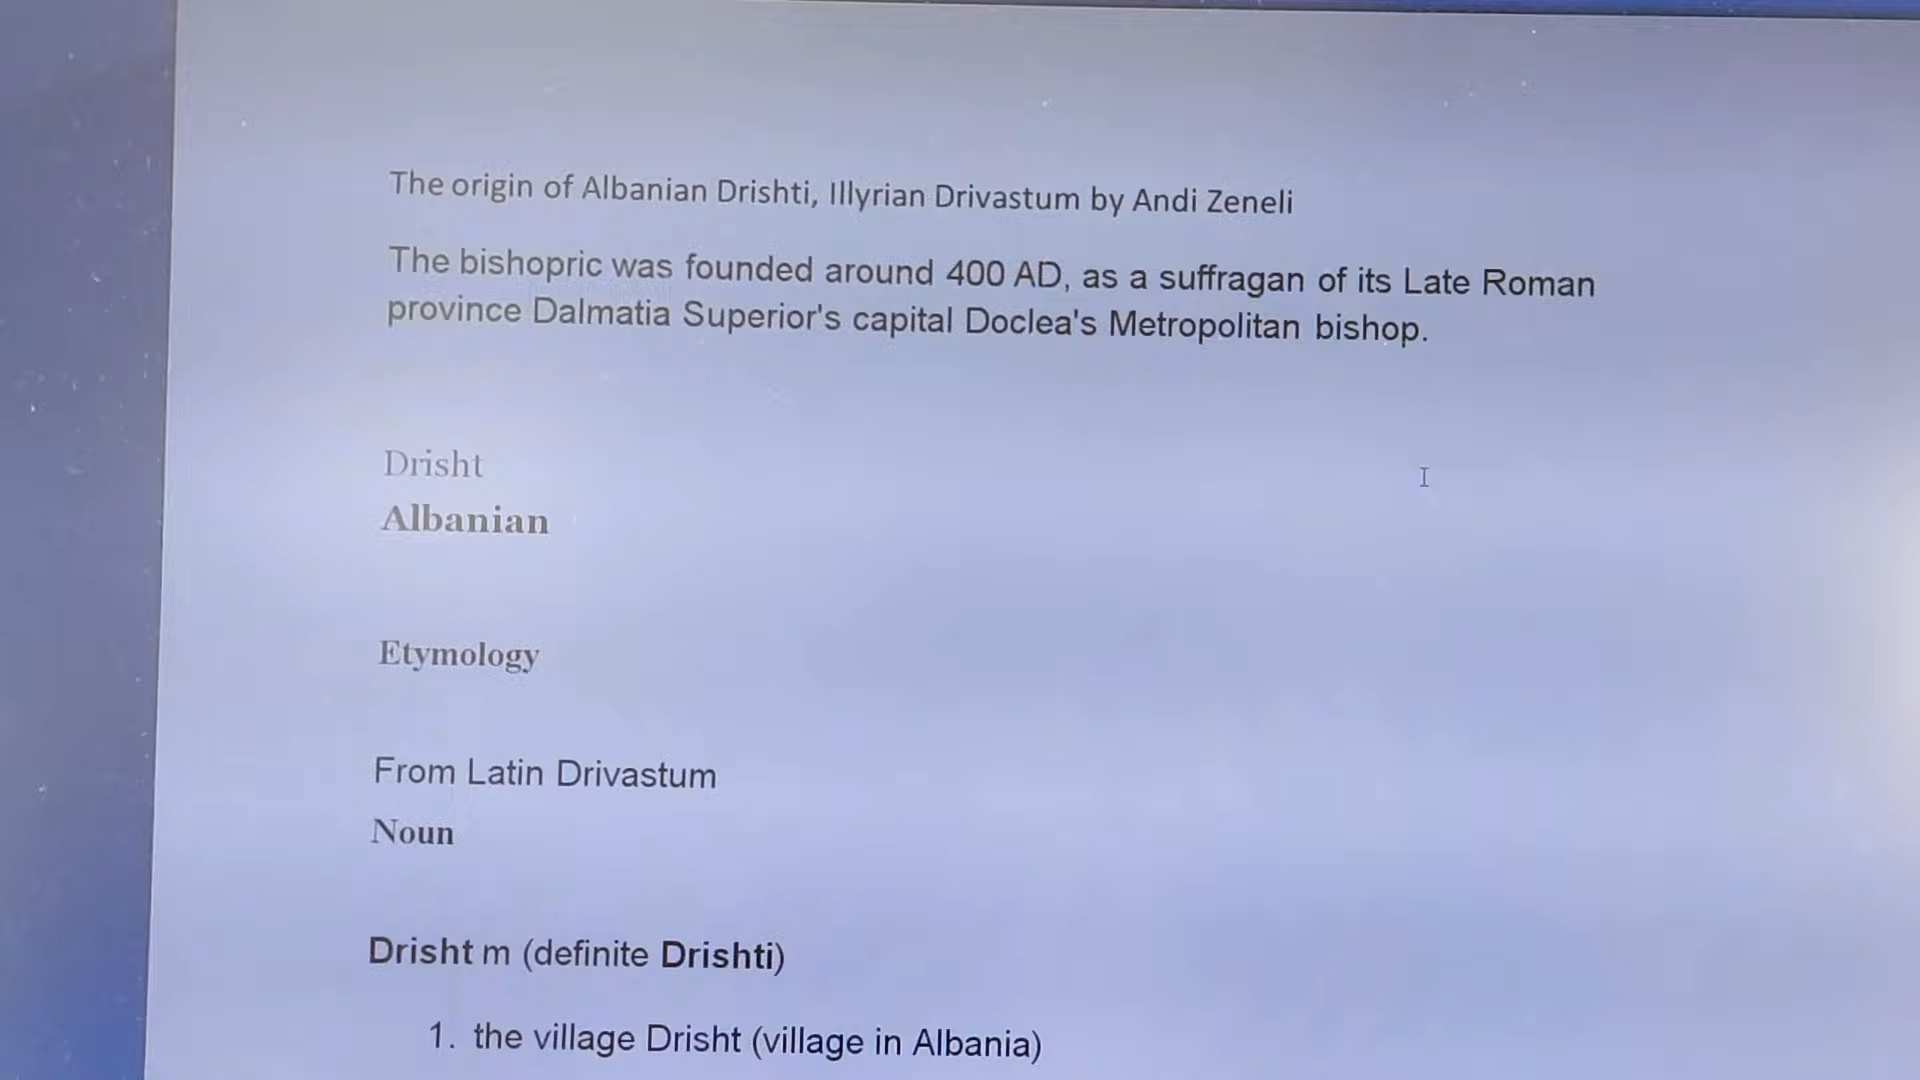 The origin of Albanian Drishti, Illyrian Drivastum by Andi Zeneli
The bishopric was founded around 400 AD, as a suffragan of its Late Roman
province Dalmatia Superior's capital Doclea's Metropolitan bishop.
Drisht
Albanian
Etymology
From Latin Drivastum
Noun
Drisht m (definite Drishti)
1. the village Drisht (village in Albania)